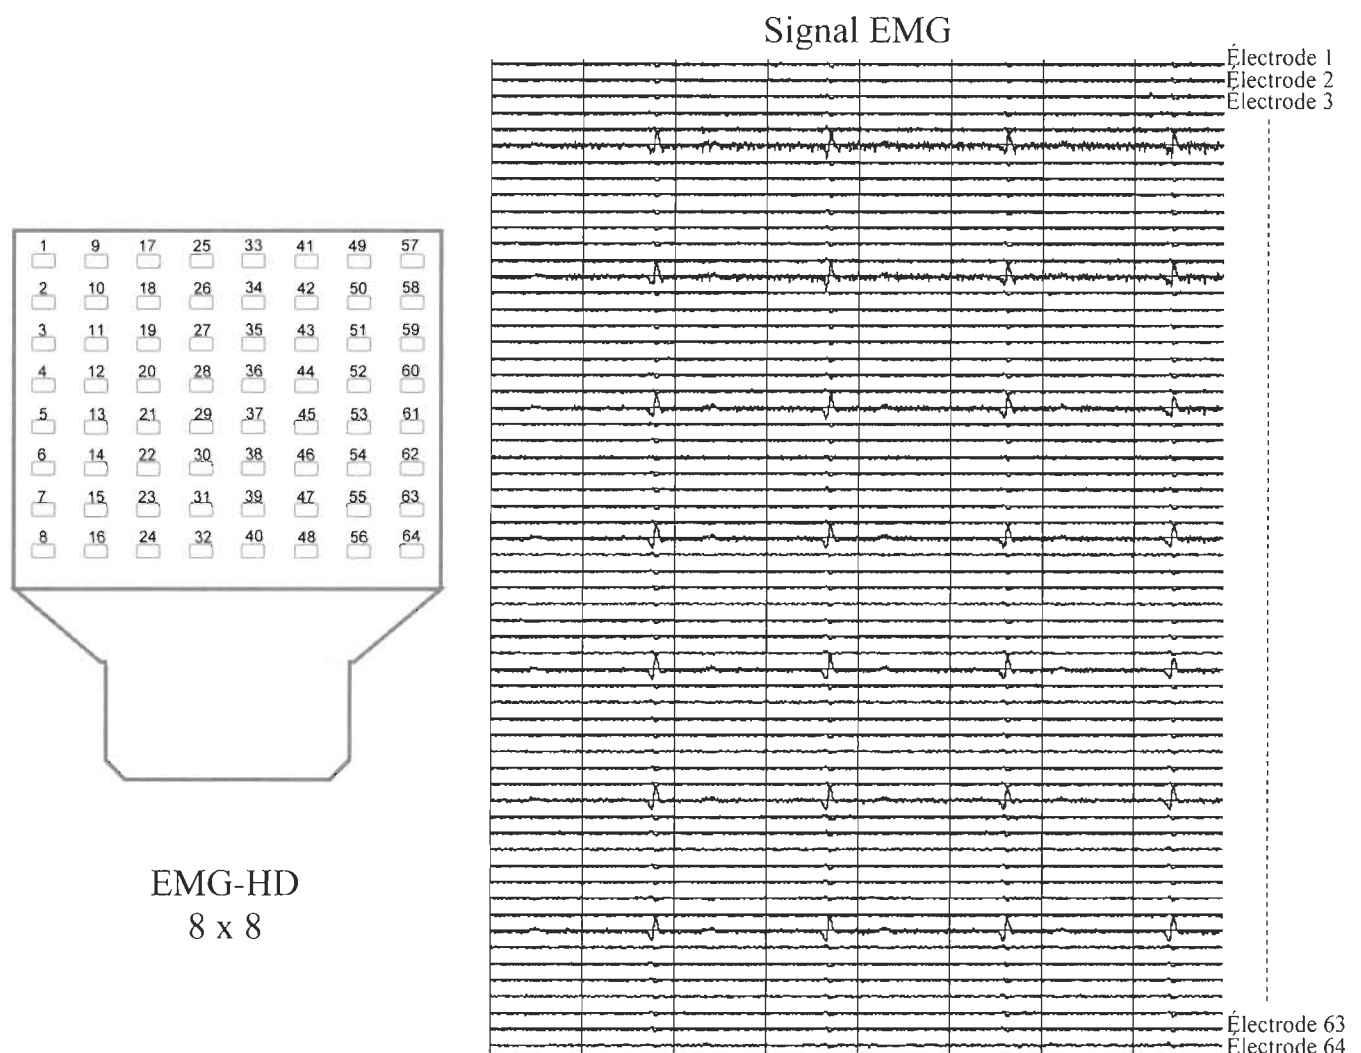 Signal EMG
Électrode 1
Électrode 2
Électrode 3
1 9 17 25 33 41 49 57
2 10 18 26 34 42 50 58
3 11 19 27 35 43 51 59
4 12 20 28 36 44 52 60
5 13 21 29 37 45 53 61
6 14 22 30 38 46 54 62
7 15 23 31 39 47 55 63
8 16 24 32 40 48 56 64
EMG-HD
8 x 8
Électrode 63
Électrode 64